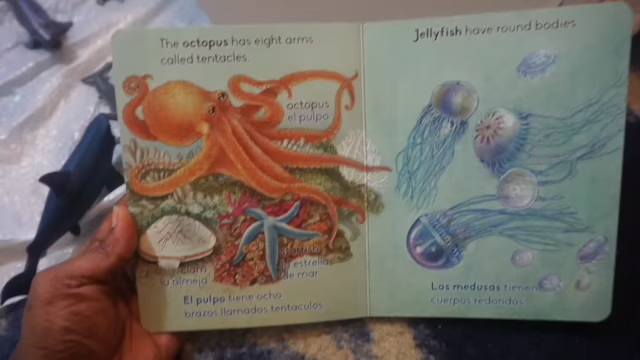 The octopus has eight arms
called tentacles.
octopus
el pulpo
clam
la almeja
estrella
de mar
El pulpo tiene ocho
brazos llamados tentáculos.
Jellyfish have round bodies.
Las medusas tienen
cuerpos redondos.